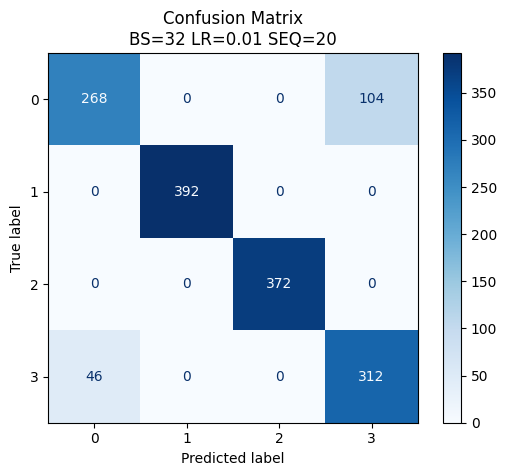 Confusion Matrix
BS=32 LR=0.01 SEQ=20
0 268 0 0 104
1 0 392 0 0
2 0 0 372 0
3 46 0 0 312
0 1 2 3
True label
Predicted label
350
300
250
200
150
100
50
0